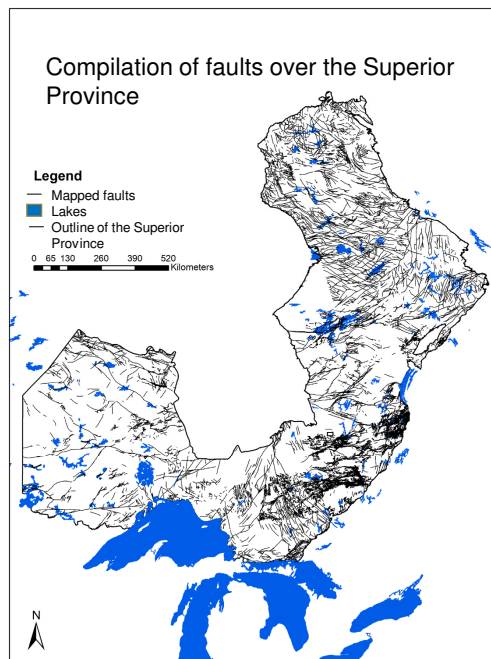 Compilation of faults over the Superior
Province
Legend
Mapped faults
Lakes
Outline of the Superior
Province
0 65 130 260 390 520
Kilometers
N